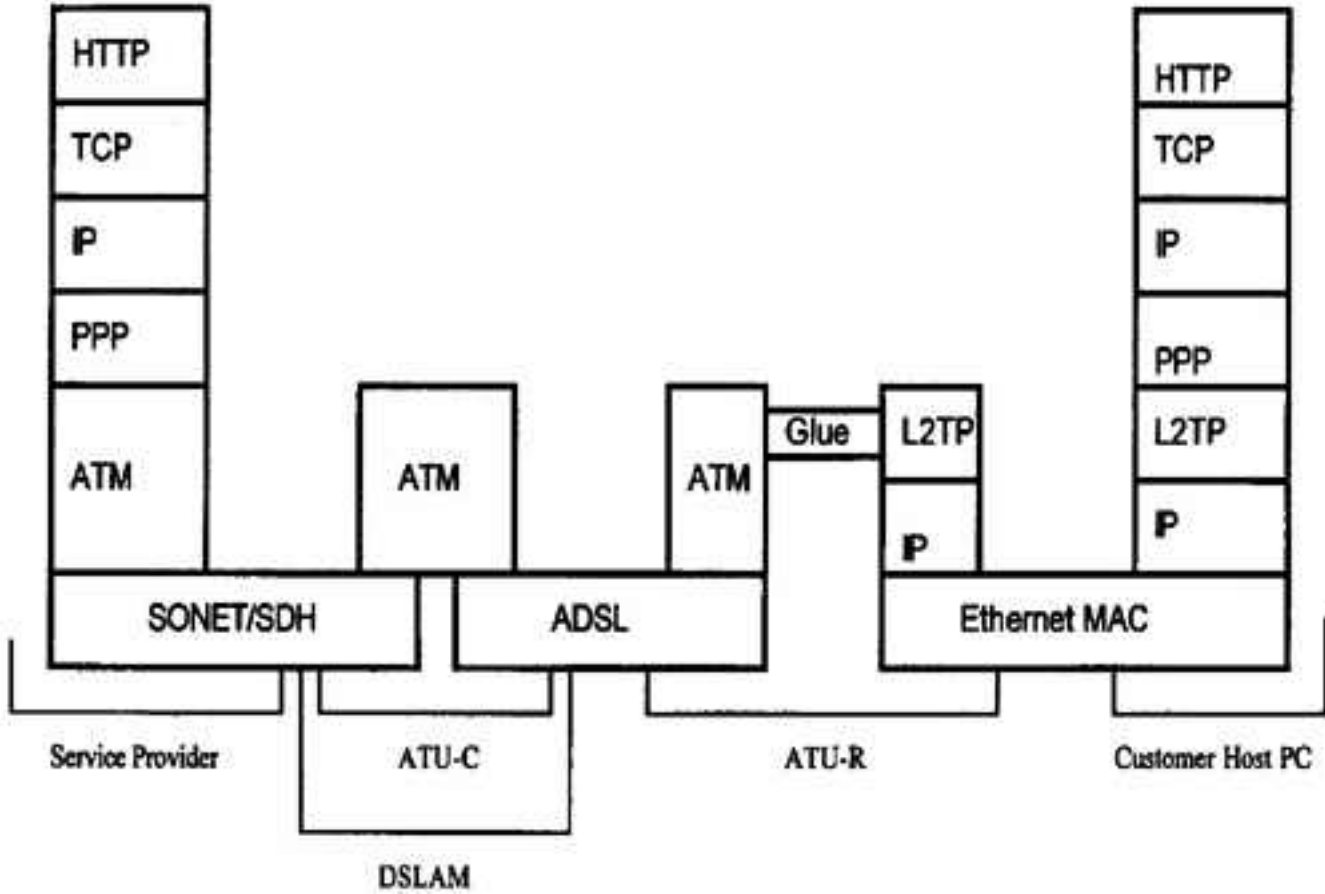 HTTP
TCP
IP
PPP
ATM
ATM
ATM
Glue
L2TP
IP
HTTP
TCP
IP
PPP
L2TP
IP
SONET/SDH
ADSL
Ethernet MAC
Service Provider
ATU-C
ATU-R
Customer Host PC
DSLAM